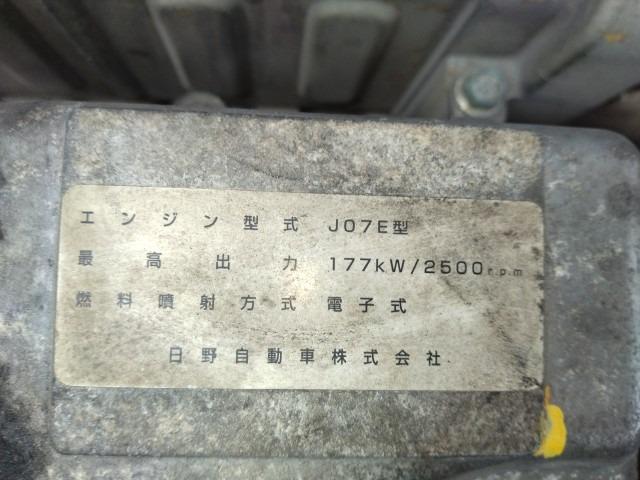 エンジン型式 J07E型
最高出力 177kW/2500r.p.m
燃料噴射方式 電子式
日野自動車株式会社